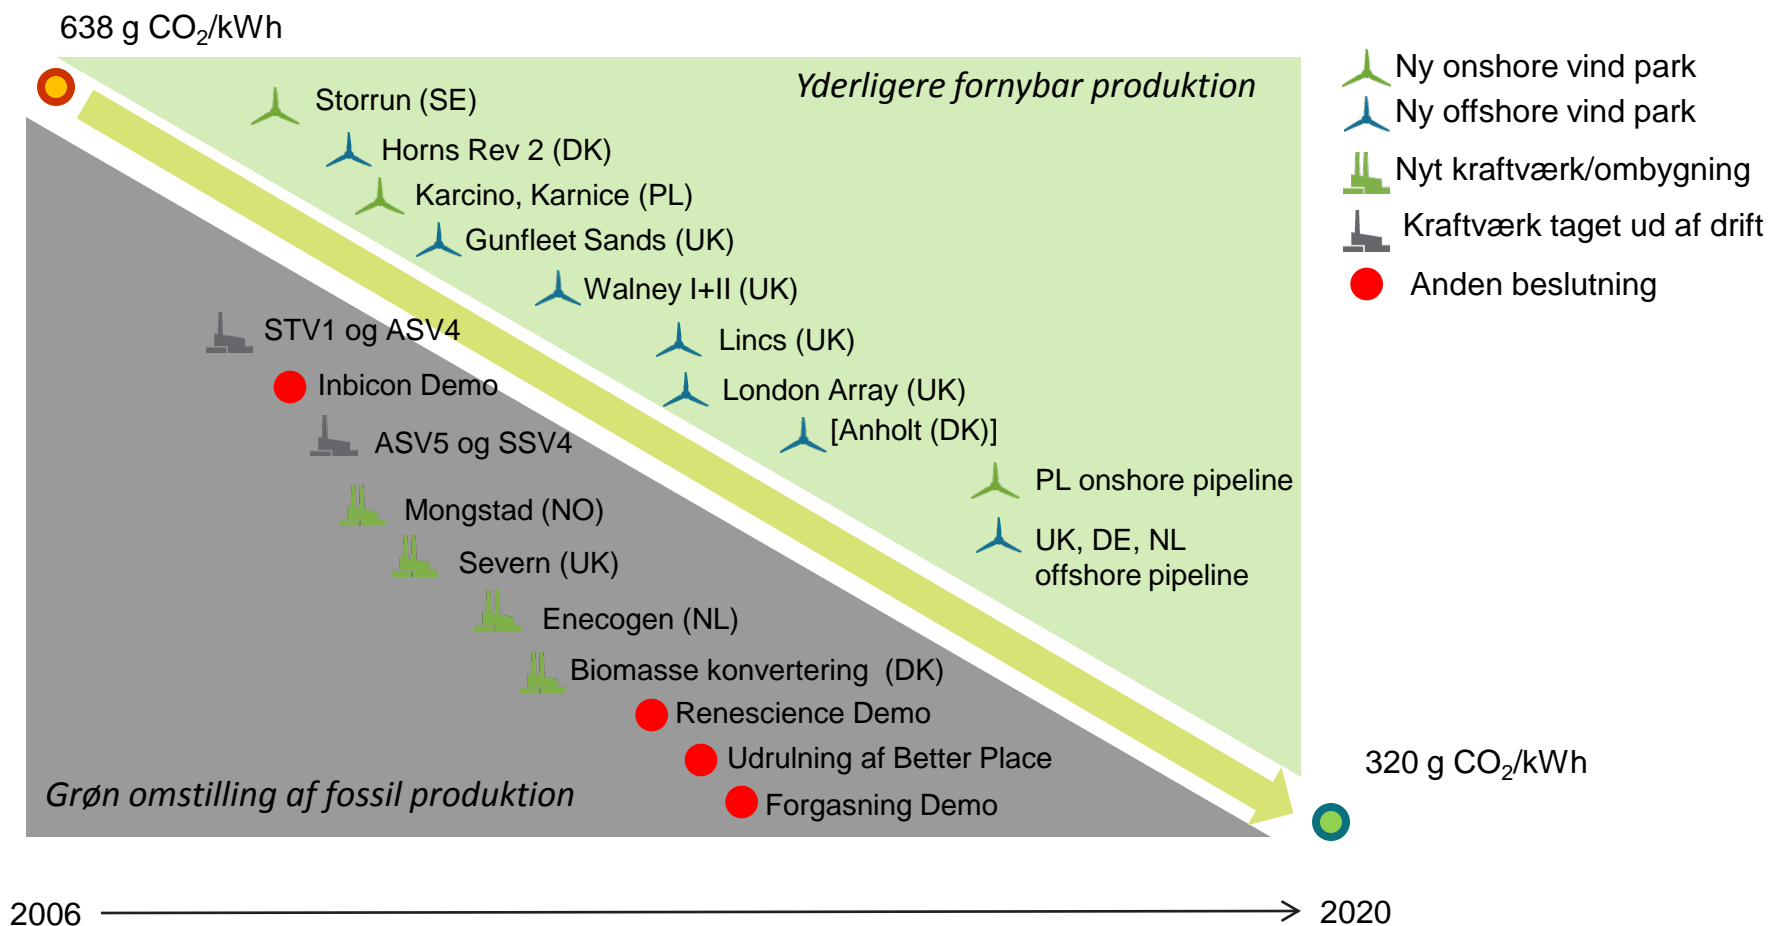 638 g CO₂/kWh
Yderligere fornybar produktion
Storrun (SE)
Horns Rev 2 (DK)
Karcino, Karnice (PL)
Gunfleet Sands (UK)
Walney I+II (UK)
Lincs (UK)
London Array (UK)
[Anholt (DK)]
PL onshore pipeline
UK, DE, NL
offshore pipeline
STV1 og ASV4
Inbicon Demo
ASV5 og SSV4
Mongstad (NO)
Severn (UK)
Enecogen (NL)
Biomasse konvertering (DK)
Renescience Demo
Udrulning af Better Place
Forgasning Demo
Grøn omstilling af fossil produktion
Ny onshore vind park
Ny offshore vind park
Nyt kraftværk/ombygning
Kraftværk taget ud af drift
Anden beslutning
320 g CO₂/kWh
2006
2020